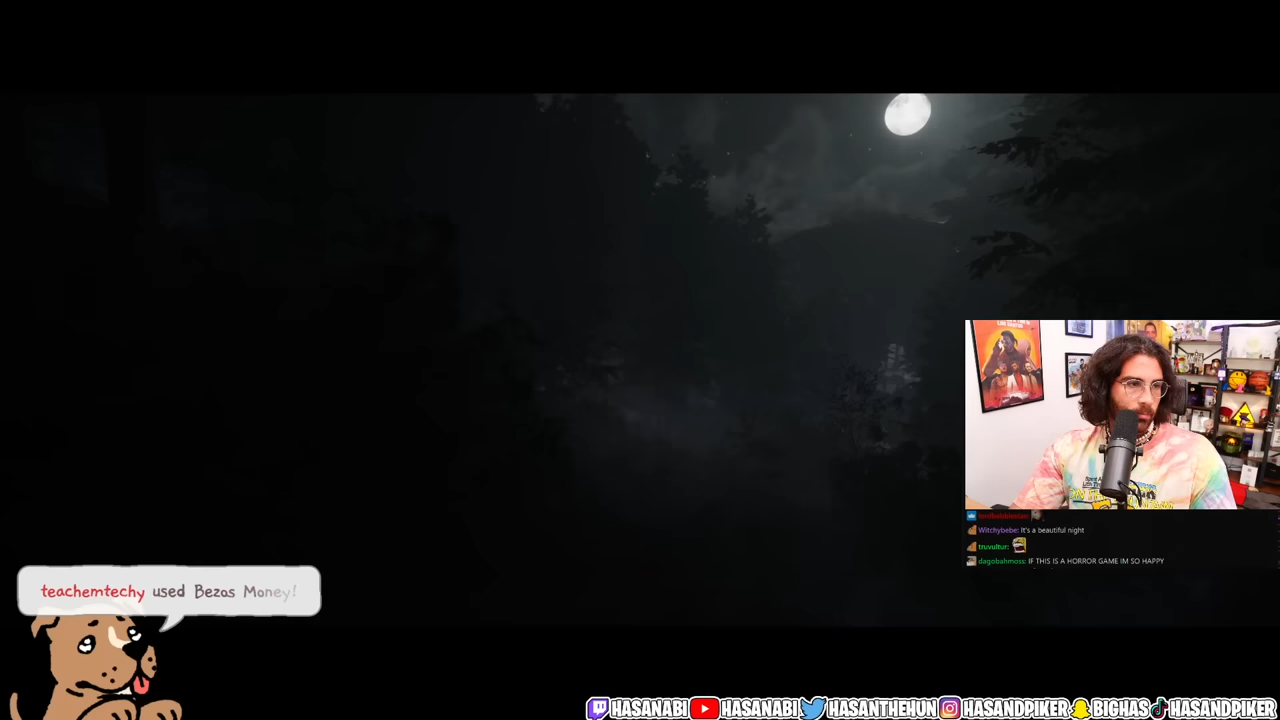 Witchybebe: It's a beautiful night
truvultur:
dagobahmoss: IF THIS IS A HORROR GAME IM SO HAPPY
teachemtechy used Bezos Money!
HASANABI HASANABI HASANTHEHUN HASANDPIKER BIGHAS HASANDPIKER